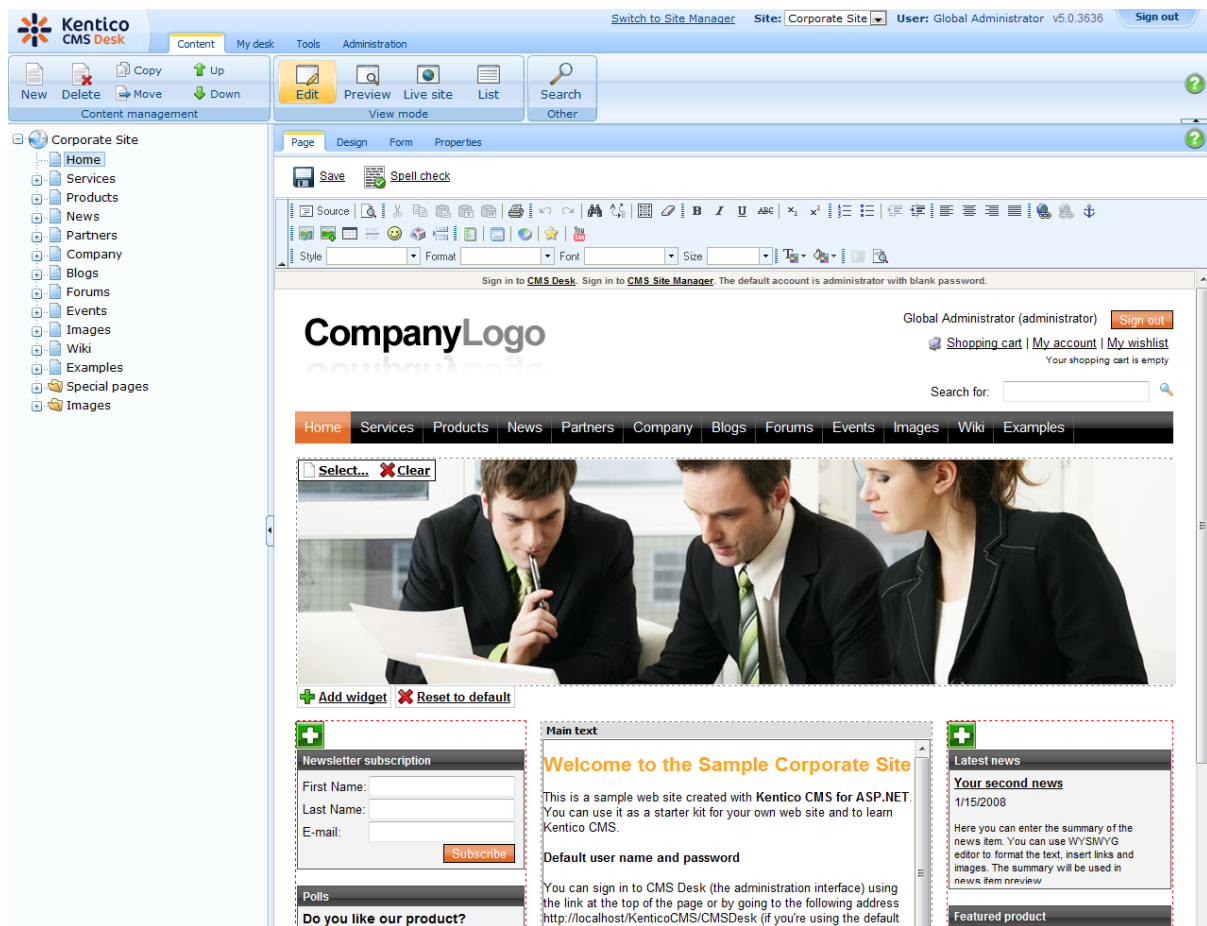 Kentico
CMS Desk
Switch to Site Manager Site: Corporate Site User: Global Administrator v5.0.3636 Sign out
Content My desk Tools Administration
New Delete Copy Move Up Down
Content management
Edit Preview Live site List
View mode
Search
Other
Corporate Site
Home
Services
Products
News
Partners
Company
Blogs
Forums
Events
Images
Wiki
Examples
Special pages
Images
Page Design Form Properties
Save Spell check
Source B I U ABC
Style Format Font Size
Sign in to CMS Desk. Sign in to CMS Site Manager. The default account is administrator with blank password.
CompanyLogo
Global Administrator (administrator) Sign out
Shopping cart | My account | My wishlist
Your shopping cart is empty
Search for:
Home Services Products News Partners Company Blogs Forums Events Images Wiki Examples
Select... Clear
Add widget Reset to default
Newsletter subscription
First Name:
Last Name:
E-mail:
Subscribe
Polls
Do you like our product?
Main text
Welcome to the Sample Corporate Site
This is a sample web site created with Kentico CMS for ASP.NET.
You can use it as a starter kit for your own web site and to learn
Kentico CMS.
Default user name and password
You can sign in to CMS Desk (the administration interface) using
the link at the top of the page or by going to the following address
http://localhost/KenticoCMS/CMSDesk (if you're using the default
Latest news
Your second news
1/15/2008
Here you can enter the summary of the
news item. You can use WYSIWYG
editor to format the text, insert links and
images. The summary will be used in
news item preview
Featured product